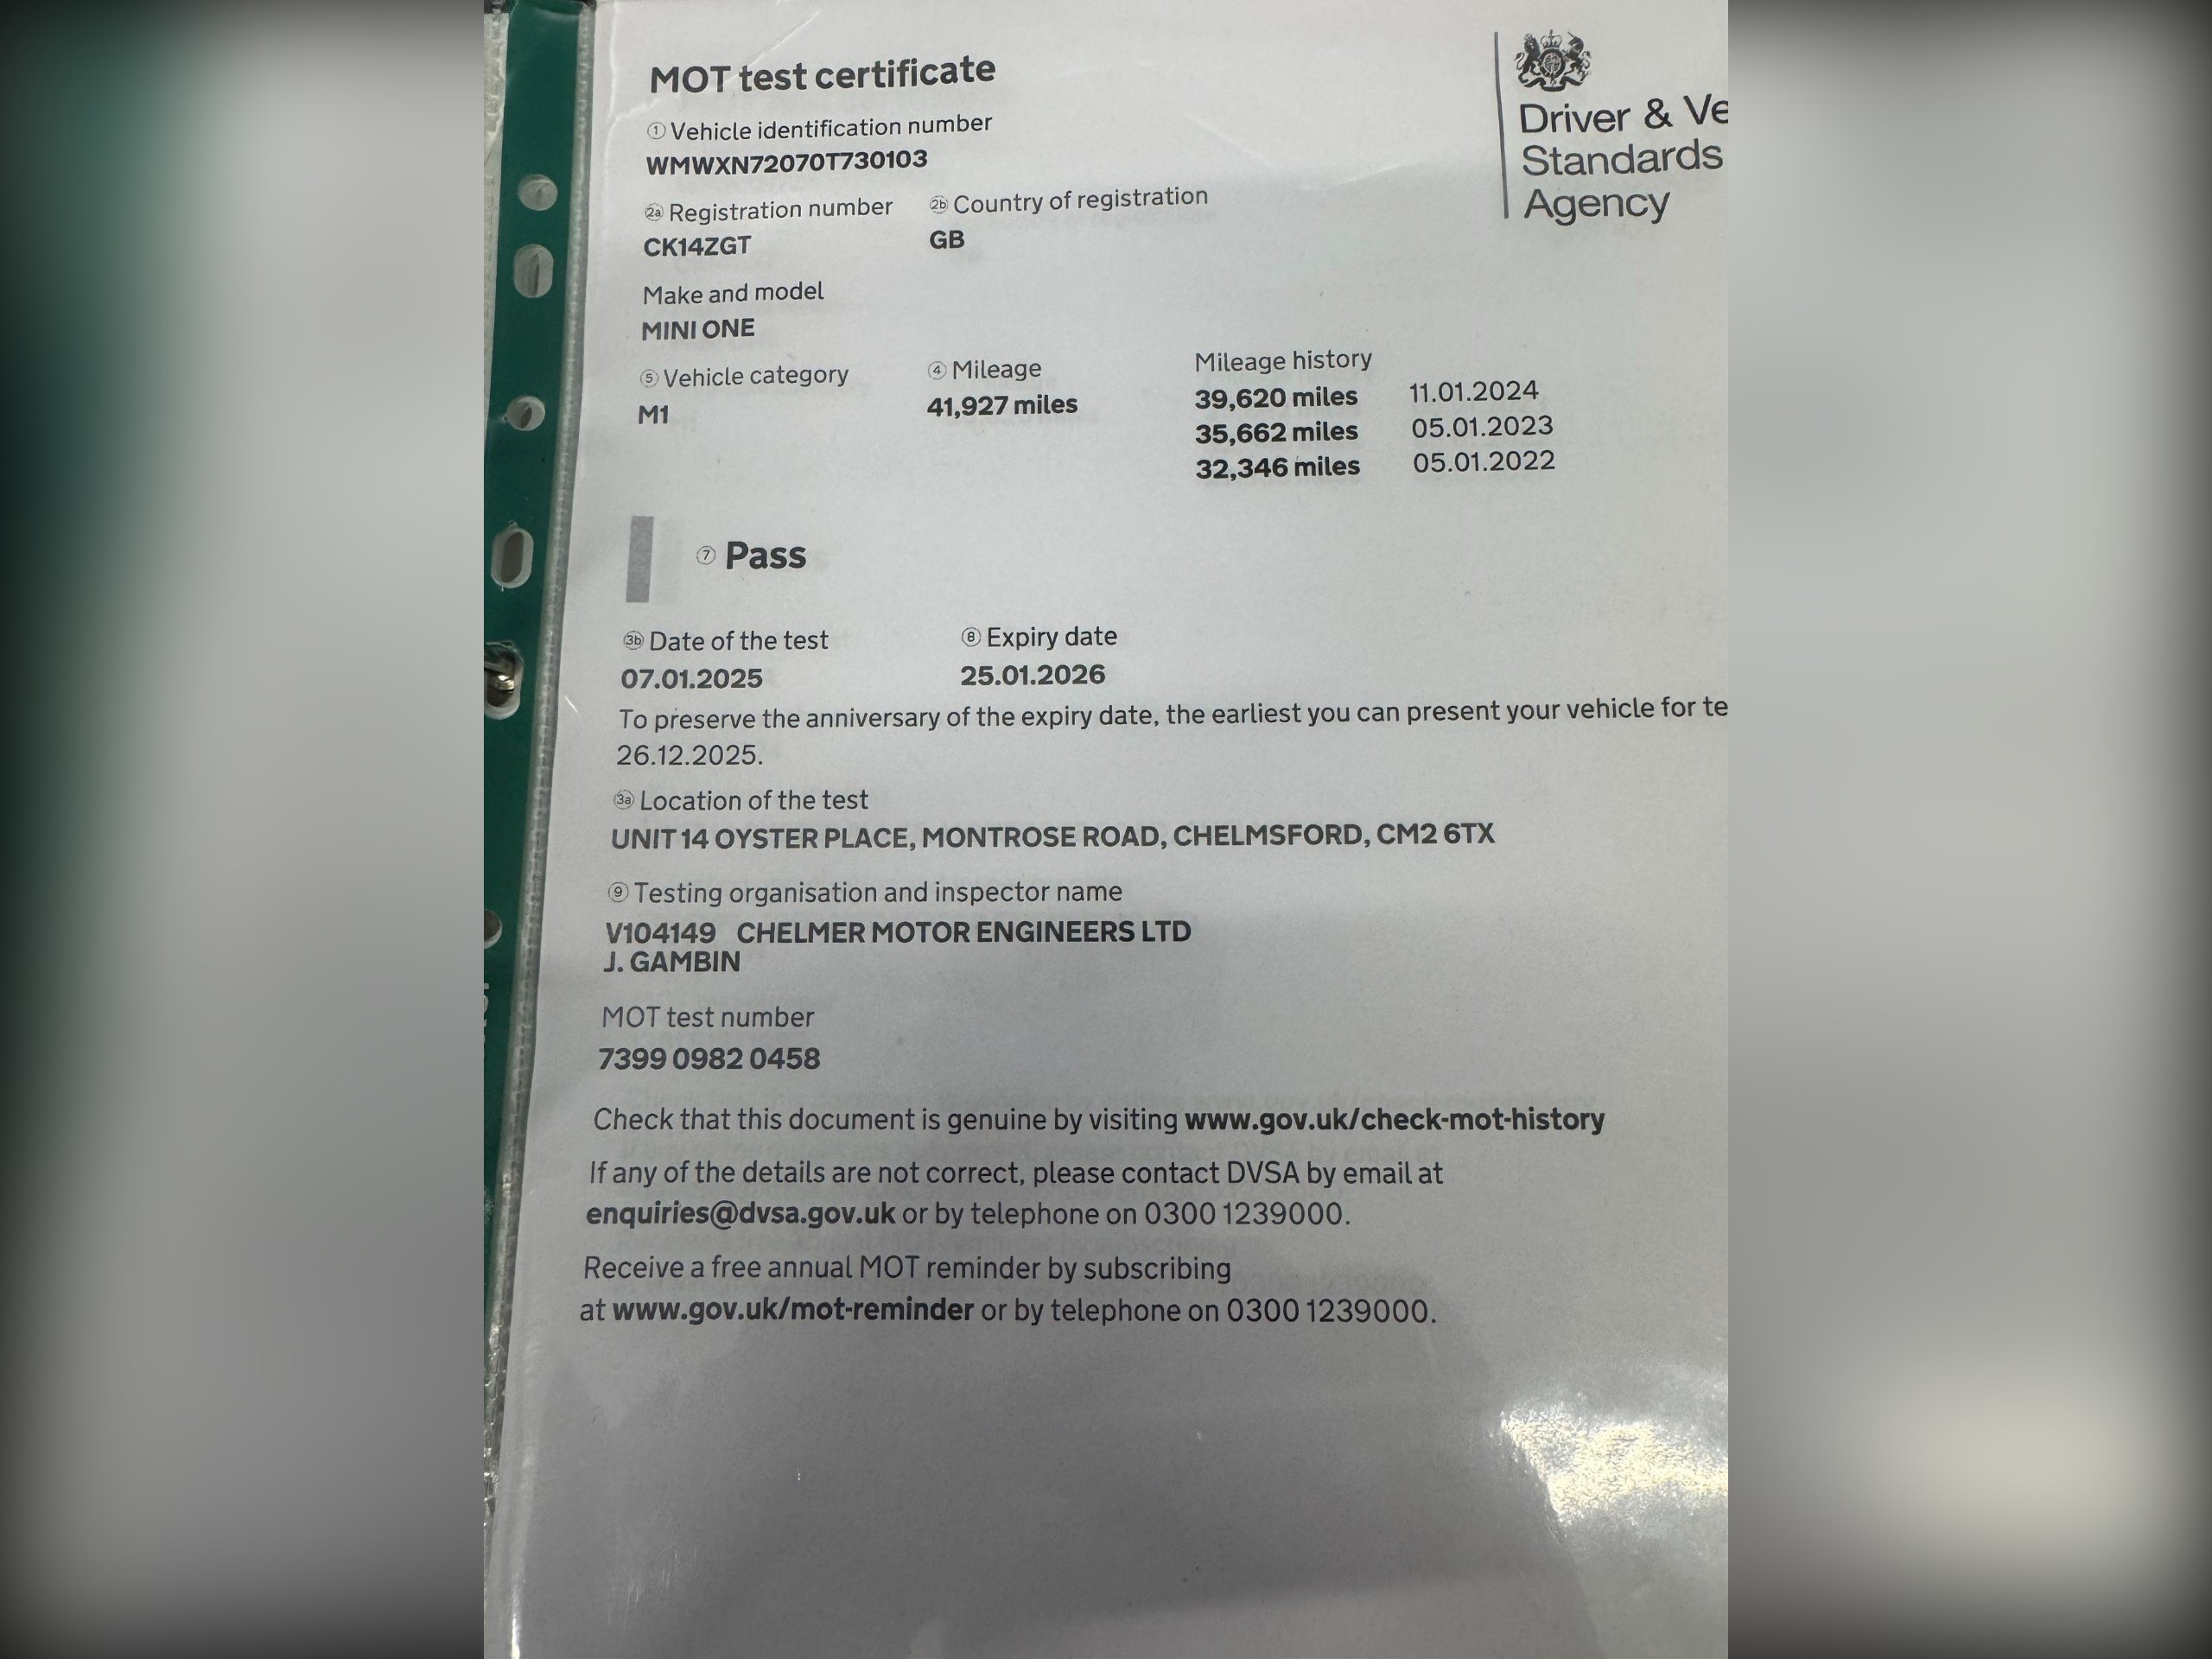 MOT test certificate
Driver & Ve
Standards
Agency
1 Vehicle identification number
WMWXN72070T730103
2a Registration number 2b Country of registration
CK14ZGT GB
Make and model
MINI ONE
5 Vehicle category 4 Mileage Mileage history
M1 41,927 miles 39,620 miles 11.01.2024
35,662 miles 05.01.2023
32,346 miles 05.01.2022
7 Pass
3b Date of the test 8 Expiry date
07.01.2025 25.01.2026
To preserve the anniversary of the expiry date, the earliest you can present your vehicle for te
26.12.2025.
3a Location of the test
UNIT 14 OYSTER PLACE, MONTROSE ROAD, CHELMSFORD, CM2 6TX
9 Testing organisation and inspector name
V104149 CHELMER MOTOR ENGINEERS LTD
J. GAMBIN
MOT test number
7399 0982 0458
Check that this document is genuine by visiting www.gov.uk/check-mot-history
If any of the details are not correct, please contact DVSA by email at
enquiries@dvsa.gov.uk or by telephone on 0300 1239000.
Receive a free annual MOT reminder by subscribing
at www.gov.uk/mot-reminder or by telephone on 0300 1239000.